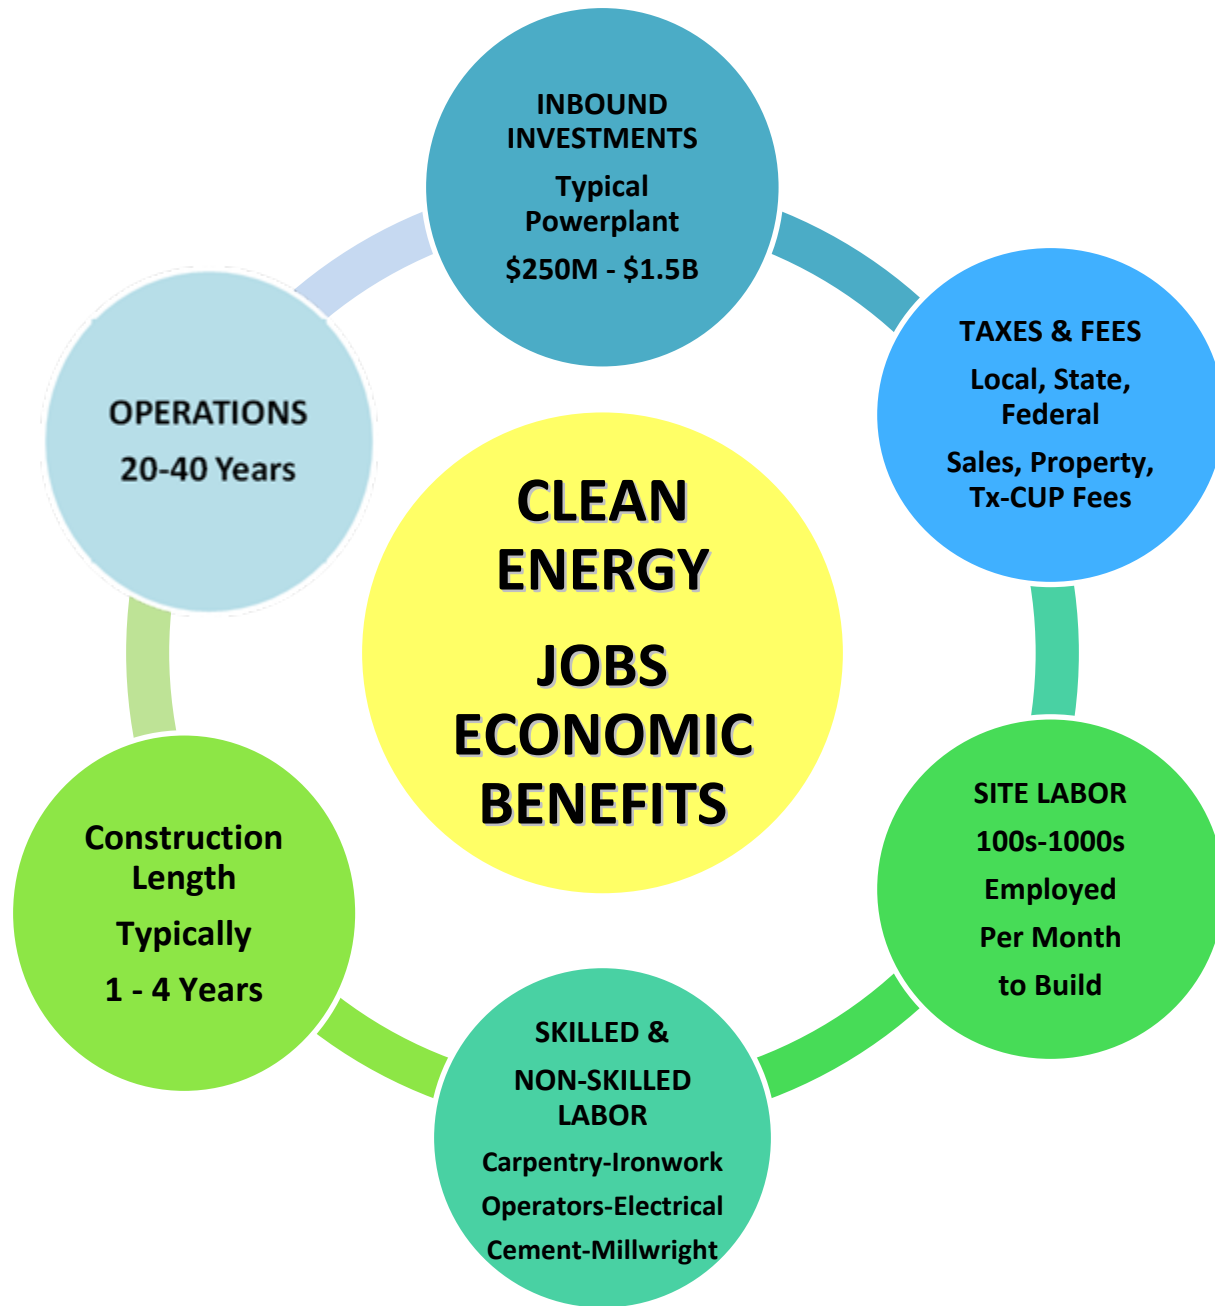 INBOUND
INVESTMENTS
Typical
Powerplant
$250M - $1.5B
TAXES & FEES
Local, State,
Federal
Sales, Property,
Tx-CUP Fees
OPERATIONS
20-40 Years
CLEAN
ENERGY
JOBS
ECONOMIC
BENEFITS
SITE LABOR
100s-1000s
Employed
Per Month
to Build
Construction
Length
Typically
1 - 4 Years
SKILLED &
NON-SKILLED
LABOR
Carpentry-Ironwork
Operators-Electrical
Cement-Millwright